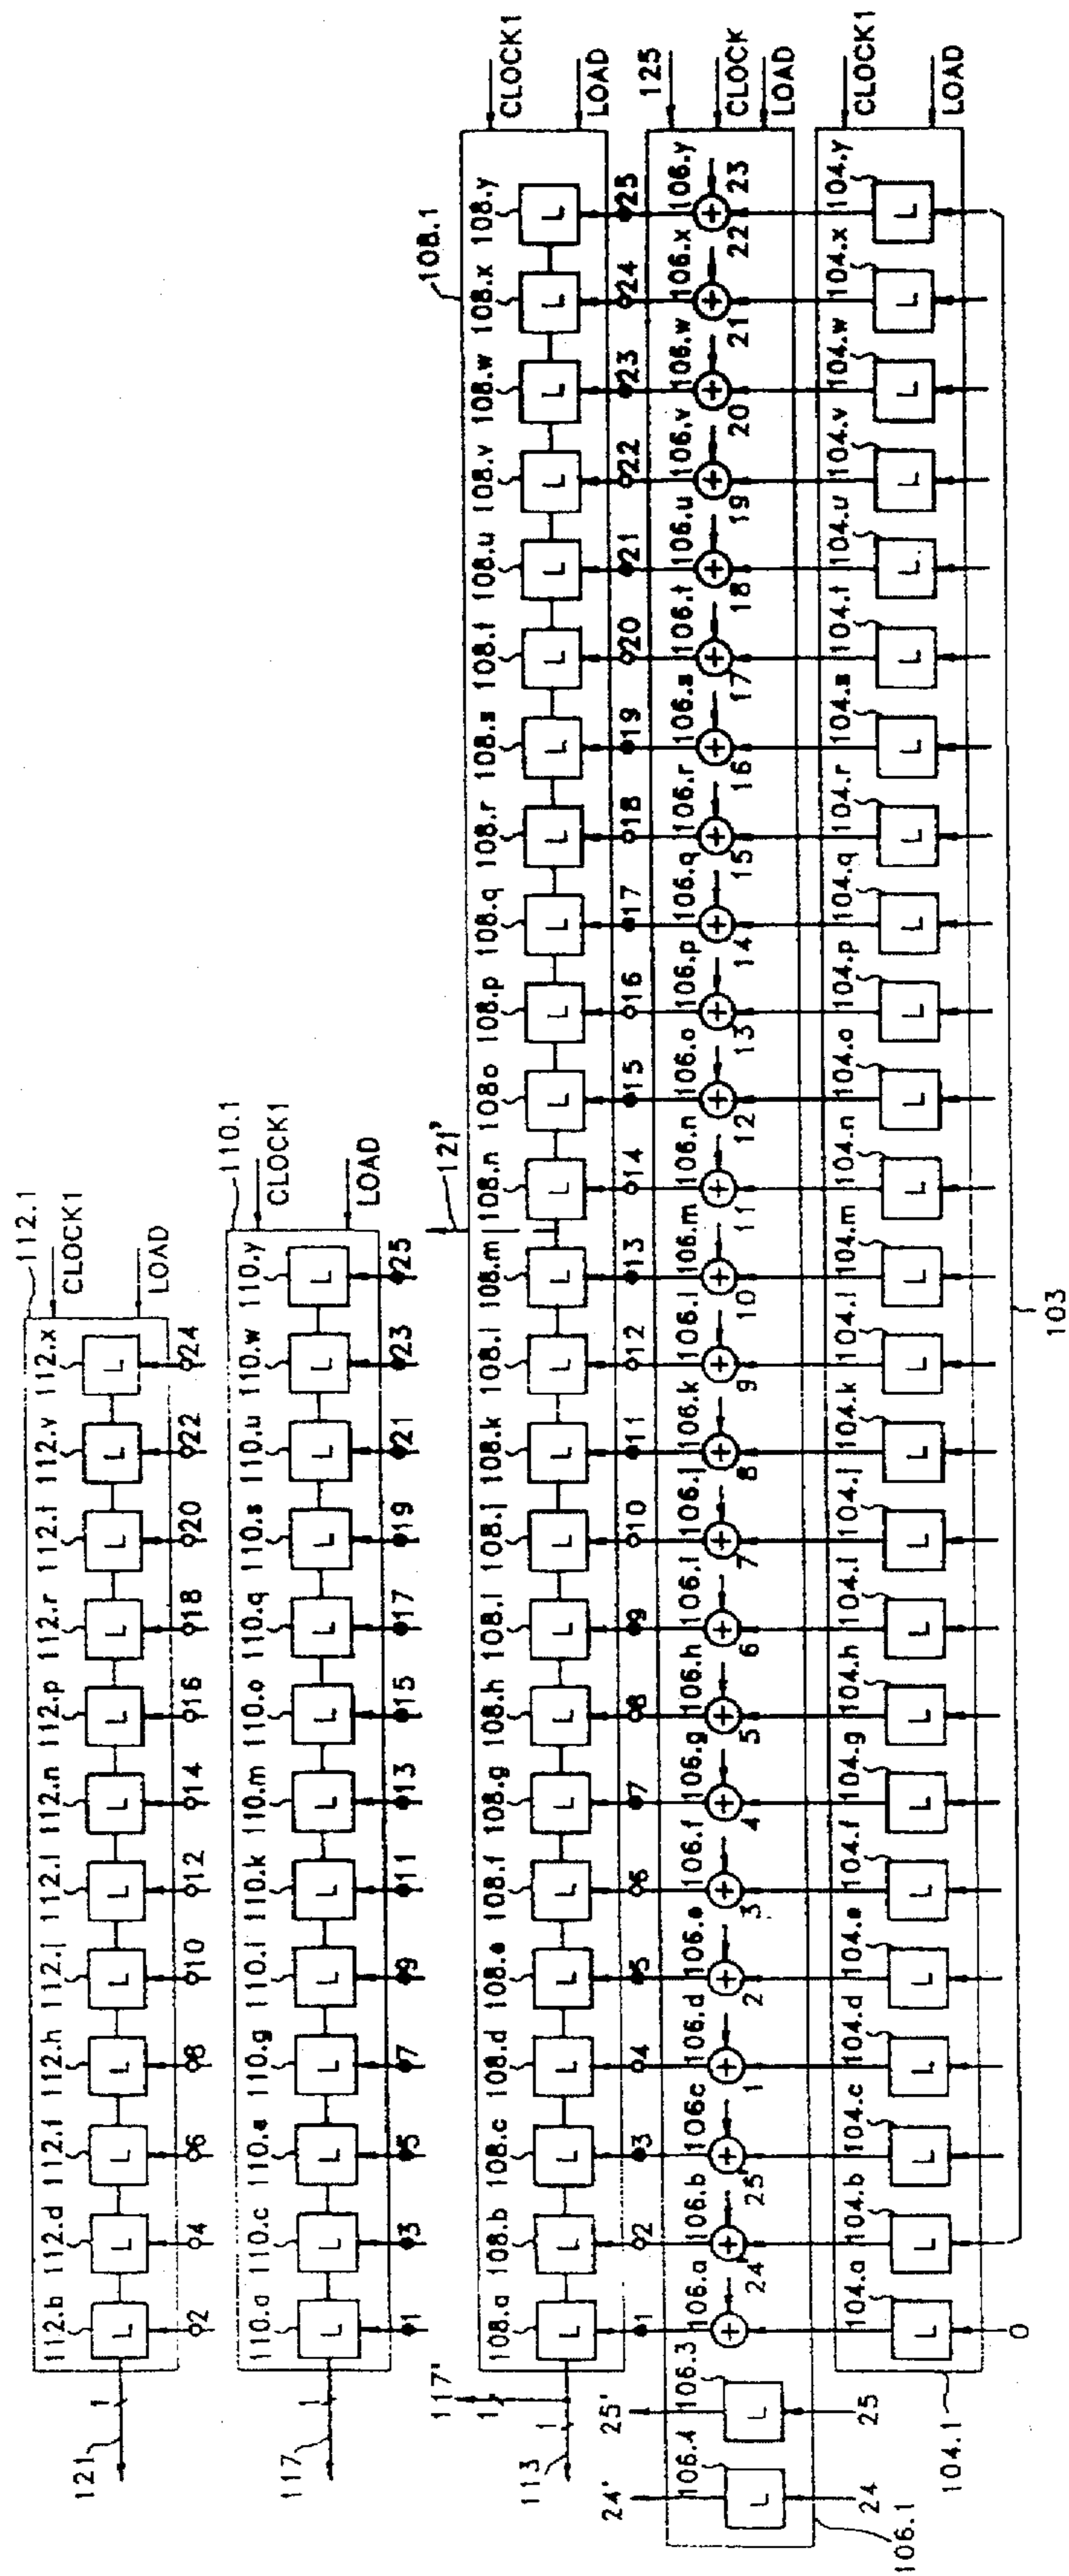 112.1
CLOCK1
LOAD
112.b 112.d 112.f 112.h 112.j 112.l 112.n 112.p 112.r 112.t 112.v 112.x
L L L L L L L L L L L L
121 1
2 4 6 8 10 12 14 16 18 20 22 24
110.1
CLOCK1
LOAD
110.a 110.c 110.e 110.g 110.i 110.k 110.m 110.o 110.q 110.s 110.u 110.w 110.y
L L L L L L L L L L L L L
117 1
1 3 5 7 9 11 13 15 17 19 21 23 25
121'
108.1
CLOCK1
LOAD
108.a 108.b 108.c 108.d 108.e 108.f 108.g 108.h 108.i 108.j 108.k 108.l 108.m 108.n 108o 108.p 108.q 108.r 108.s 108.t 108.u 108.v 108.w 108.x 108.y
L L L L L L L L L L L L L L L L L L L L L L L L L
117' 1
113 1
1 2 3 4 5 6 7 8 9 10 11 12 13 14 15 16 17 18 19 20 21 22 23 24 25
125
CLOCK
LOAD
24' 25'
106.4 106.3 106.a 106.b 106c 106.d 106.e 106.f 106.g 106.h 106.i 106.j 106.k 106.l 106.m 106.n 106.o 106.p 106.q 106.r 106.s 106.t 106.u 106.v 106.w 106.x 106.y
L L + + + + + + + + + + + + + + + + + + + + + + + + +
24 25' 1 2 3 4 5 6 7 8 9 10 11 12 13 14 15 16 17 18 19 20 21 22 23
24 25
106.1
CLOCK1
LOAD
104.a 104.b 104.c 104.d 104.e 104.f 104.g 104.h 104.i 104.j 104.k 104.l 104.m 104.n 104.o 104.p 104.q 104.r 104.s 104.t 104.u 104.v 104.w 104.x 104.y
L L L L L L L L L L L L L L L L L L L L L L L L L
104.1
0
103